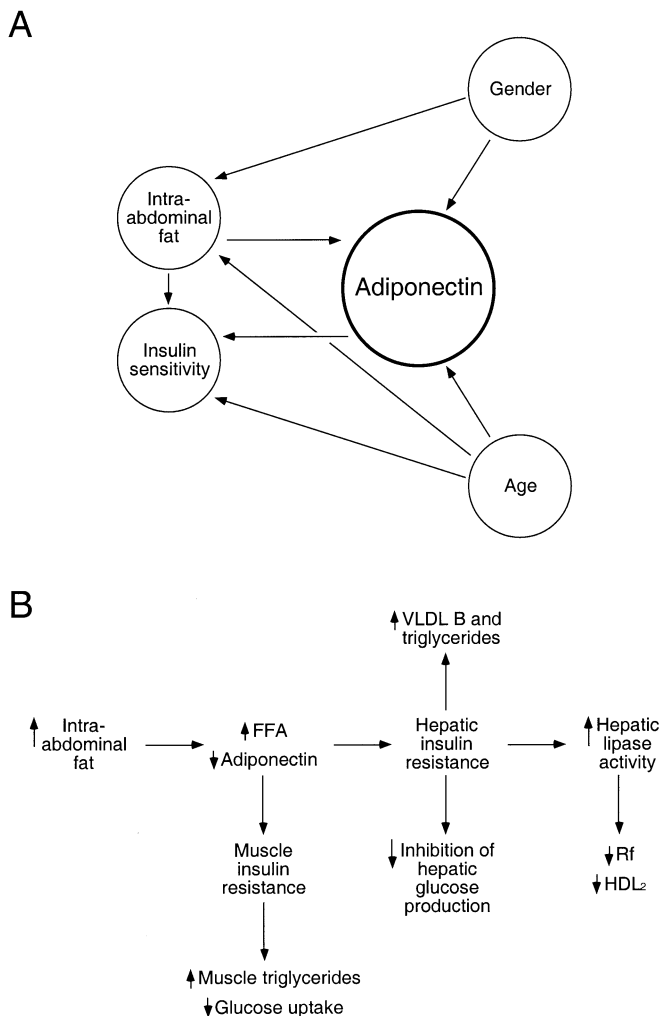 A
Gender
Intra-
abdominal
fat
Adiponectin
Insulin
sensitivity
Age
B
↑VLDL B and
triglycerides
↑ Intra-
abdominal
fat
↑FFA
↓Adiponectin
Hepatic
insulin
resistance
↑Hepatic
lipase
activity
Muscle
insulin
resistance
↓ Inhibition of
hepatic
glucose
production
↓Rf
↓HDL₂
↑Muscle triglycerides
↓Glucose uptake